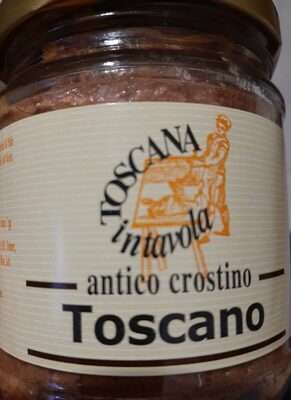 TOSCANA
in tavola
antico crostino
Toscano